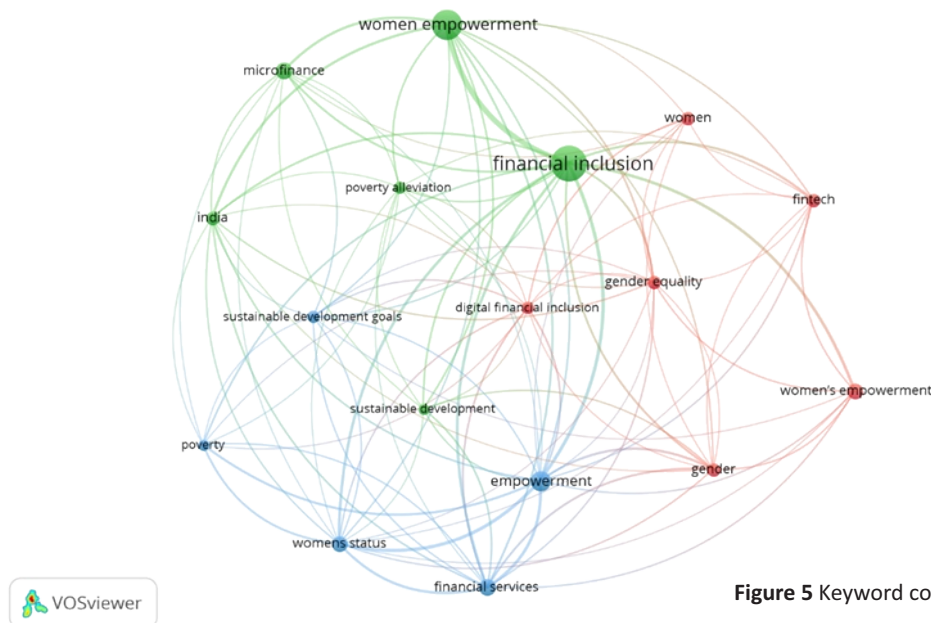 women empowerment
microfinance
women
financial inclusion
poverty alleviation
fintech
india
gender equality
digital financial inclusion
sustainable development goals
women's empowerment
sustainable development
poverty
gender
empowerment
womens status
financial services
VOSviewer
Figure 5 Keyword co